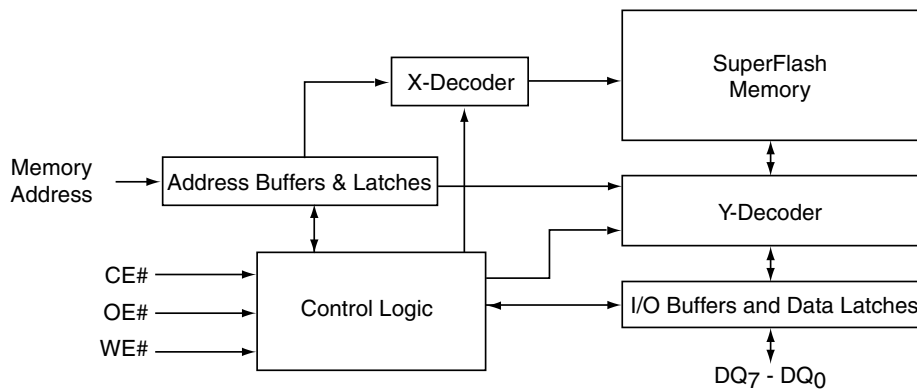 SuperFlash
Memory
X-Decoder
Memory
Address
Address Buffers & Latches
Y-Decoder
CE#
OE#
WE#
Control Logic
I/O Buffers and Data Latches
DQ7 - DQ0